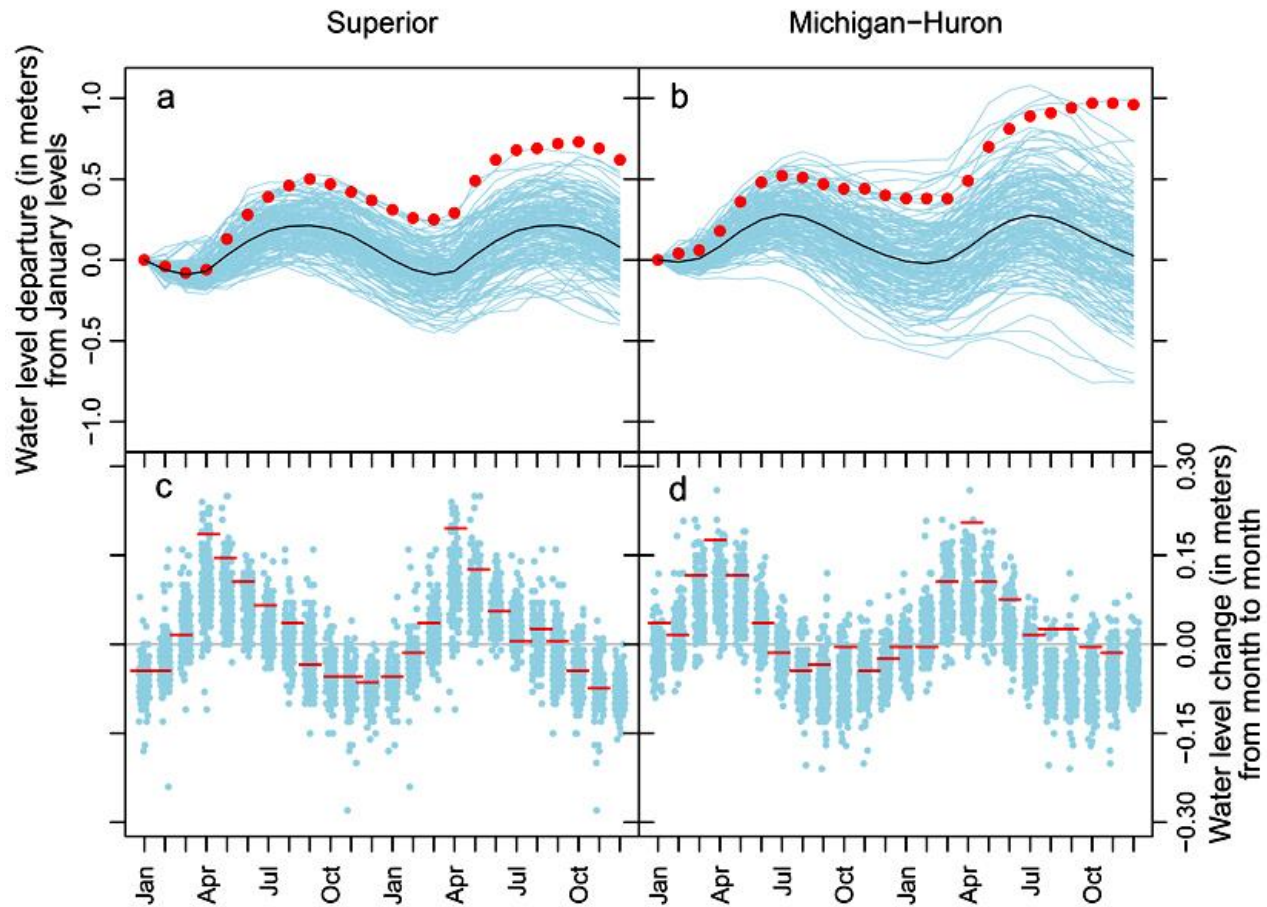 Superior
Michigan−Huron
a
b
1.0
0.5
0.0
−0.5
−1.0
Water level departure (in meters)
from January levels
c
d
0.30
0.15
0.00
−0.15
−0.30
Water level change (in meters)
from month to month
Jan
Apr
Jul
Oct
Jan
Apr
Jul
Oct
Jan
Apr
Jul
Oct
Jan
Apr
Jul
Oct